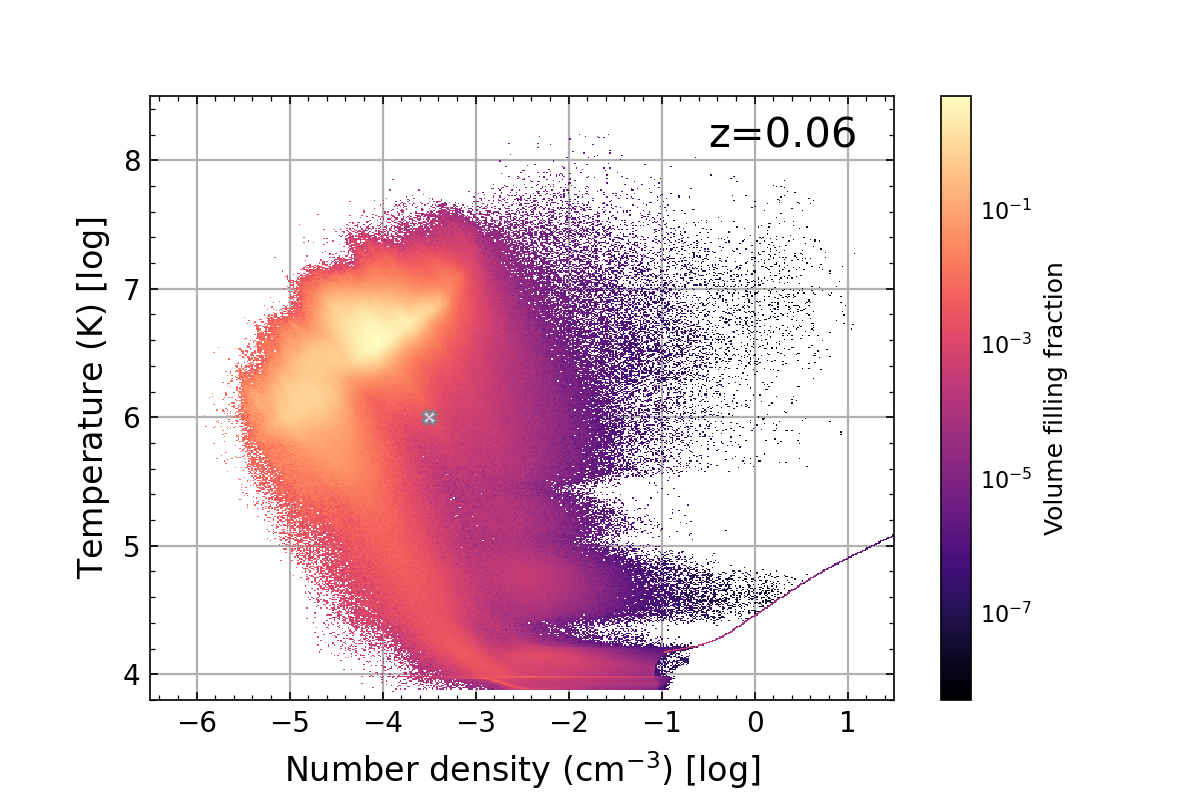 z=0.06
8
7
6
5
4
−6 −5 −4 −3 −2 −1 0 1
Temperature (K) [log]
Number density (cm⁻³) [log]
10⁻¹
10⁻³
10⁻⁵
10⁻⁷
Volume filling fraction